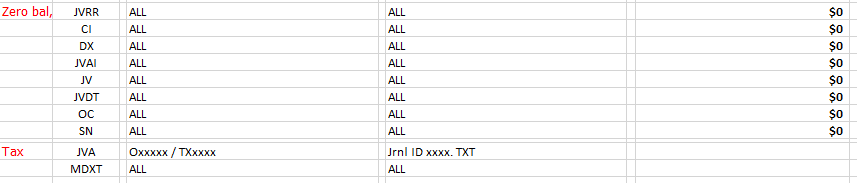 Zero bal, JVRR ALL ALL $0
CI ALL ALL $0
DX ALL ALL $0
JVAI ALL ALL $0
JV ALL ALL $0
JVDT ALL ALL $0
OC ALL ALL $0
SN ALL ALL $0
Tax JVA Oxxxxx / TXxxxx Jrnl ID xxxx. TXT
MDXT ALL ALL